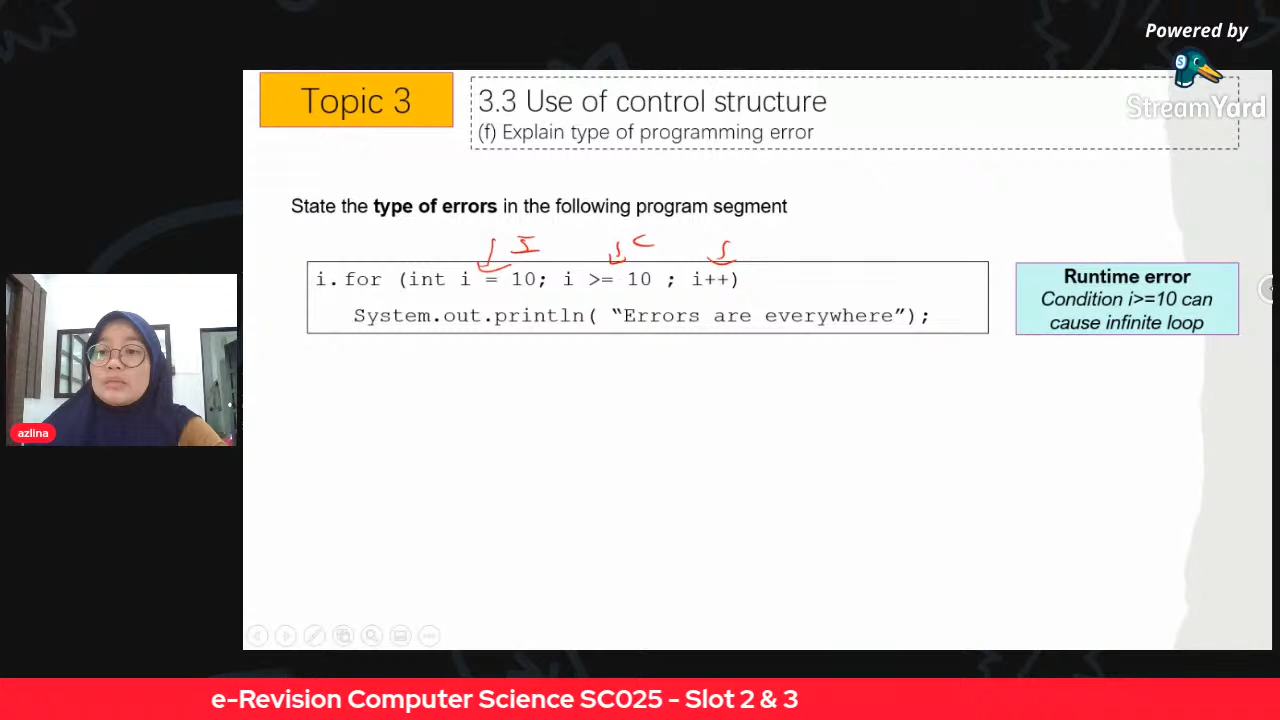 Powered by
StreamYard
Topic 3
3.3 Use of control structure
(f) Explain type of programming error
State the type of errors in the following program segment
I
C
i. for (int i = 10; i >= 10 ; i++)
System.out.println( “Errors are everywhere”);
Runtime error
Condition i>=10 can
cause infinite loop
azlina
e-Revision Computer Science SC025 - Slot 2 & 3